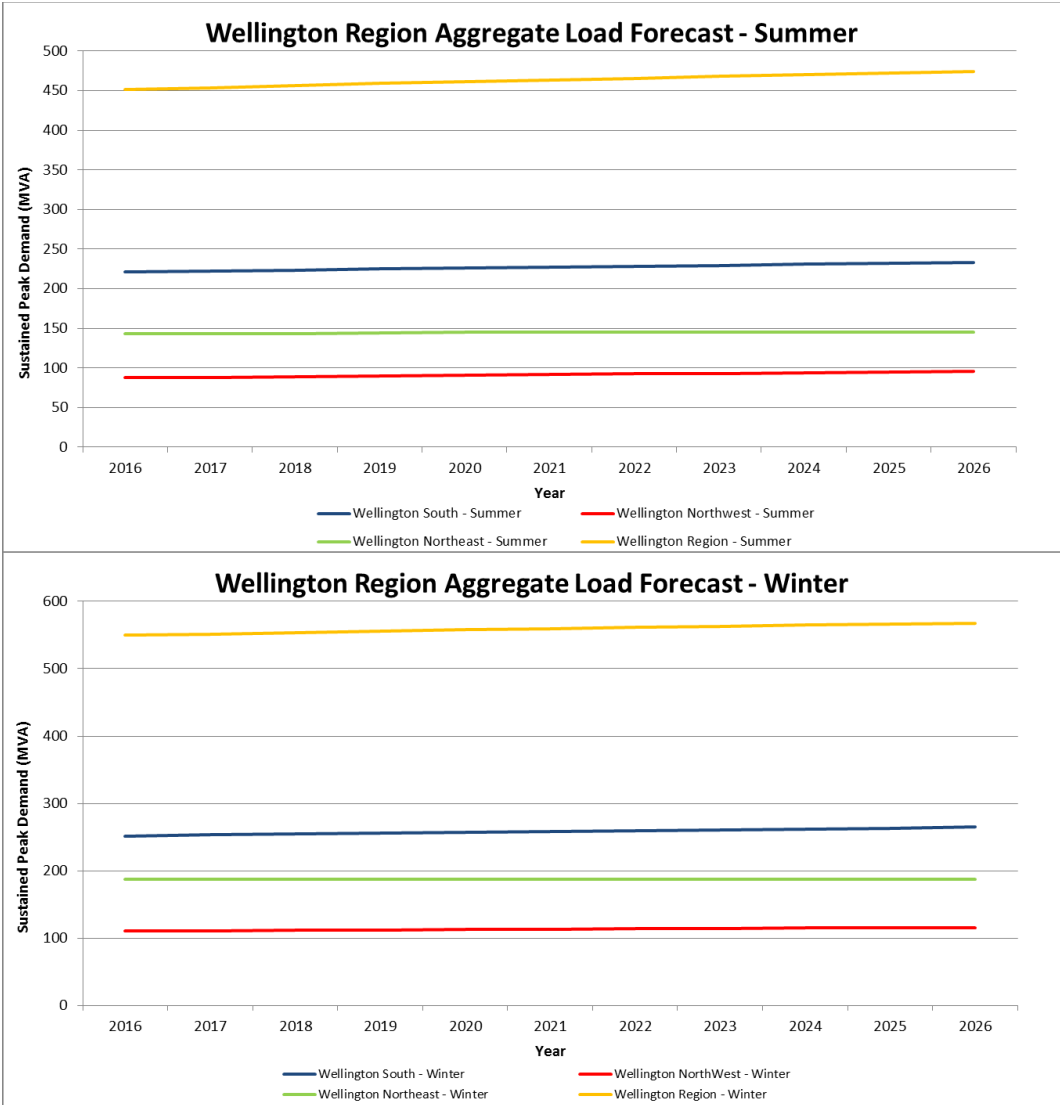 Wellington Region Aggregate Load Forecast - Summer
500
450
400
350
300
250
200
150
100
50
0
Sustained Peak Demand (MVA)
2016 2017 2018 2019 2020 2021 2022 2023 2024 2025 2026
Year
Wellington South - Summer Wellington Northwest - Summer
Wellington Northeast - Summer Wellington Region - Summer
Wellington Region Aggregate Load Forecast - Winter
600
500
400
300
200
100
0
Sustained Peak Demand (MVA)
2016 2017 2018 2019 2020 2021 2022 2023 2024 2025 2026
Year
Wellington South - Winter Wellington NorthWest - Winter
Wellington Northeast - Winter Wellington Region - Winter